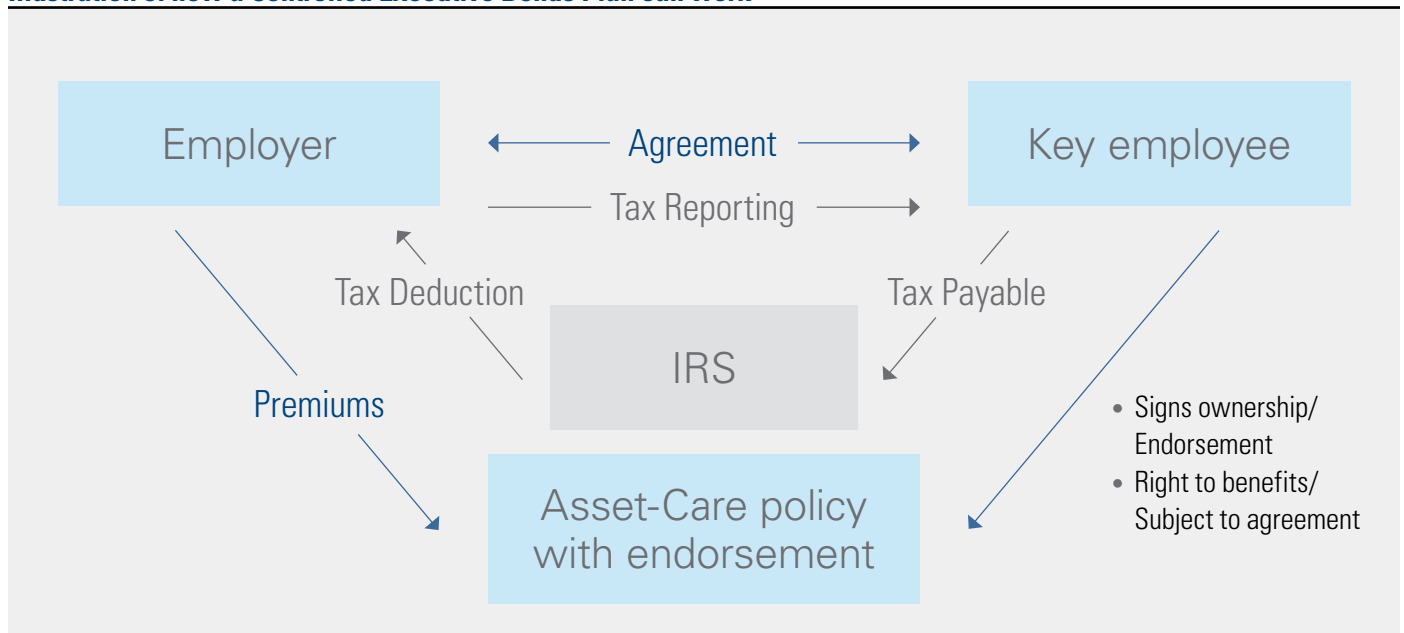 Employer
Agreement
Key employee
Tax Reporting
Tax Deduction
Tax Payable
IRS
Premiums
• Signs ownership/
Endorsement
• Right to benefits/
Subject to agreement
Asset-Care policy
with endorsement